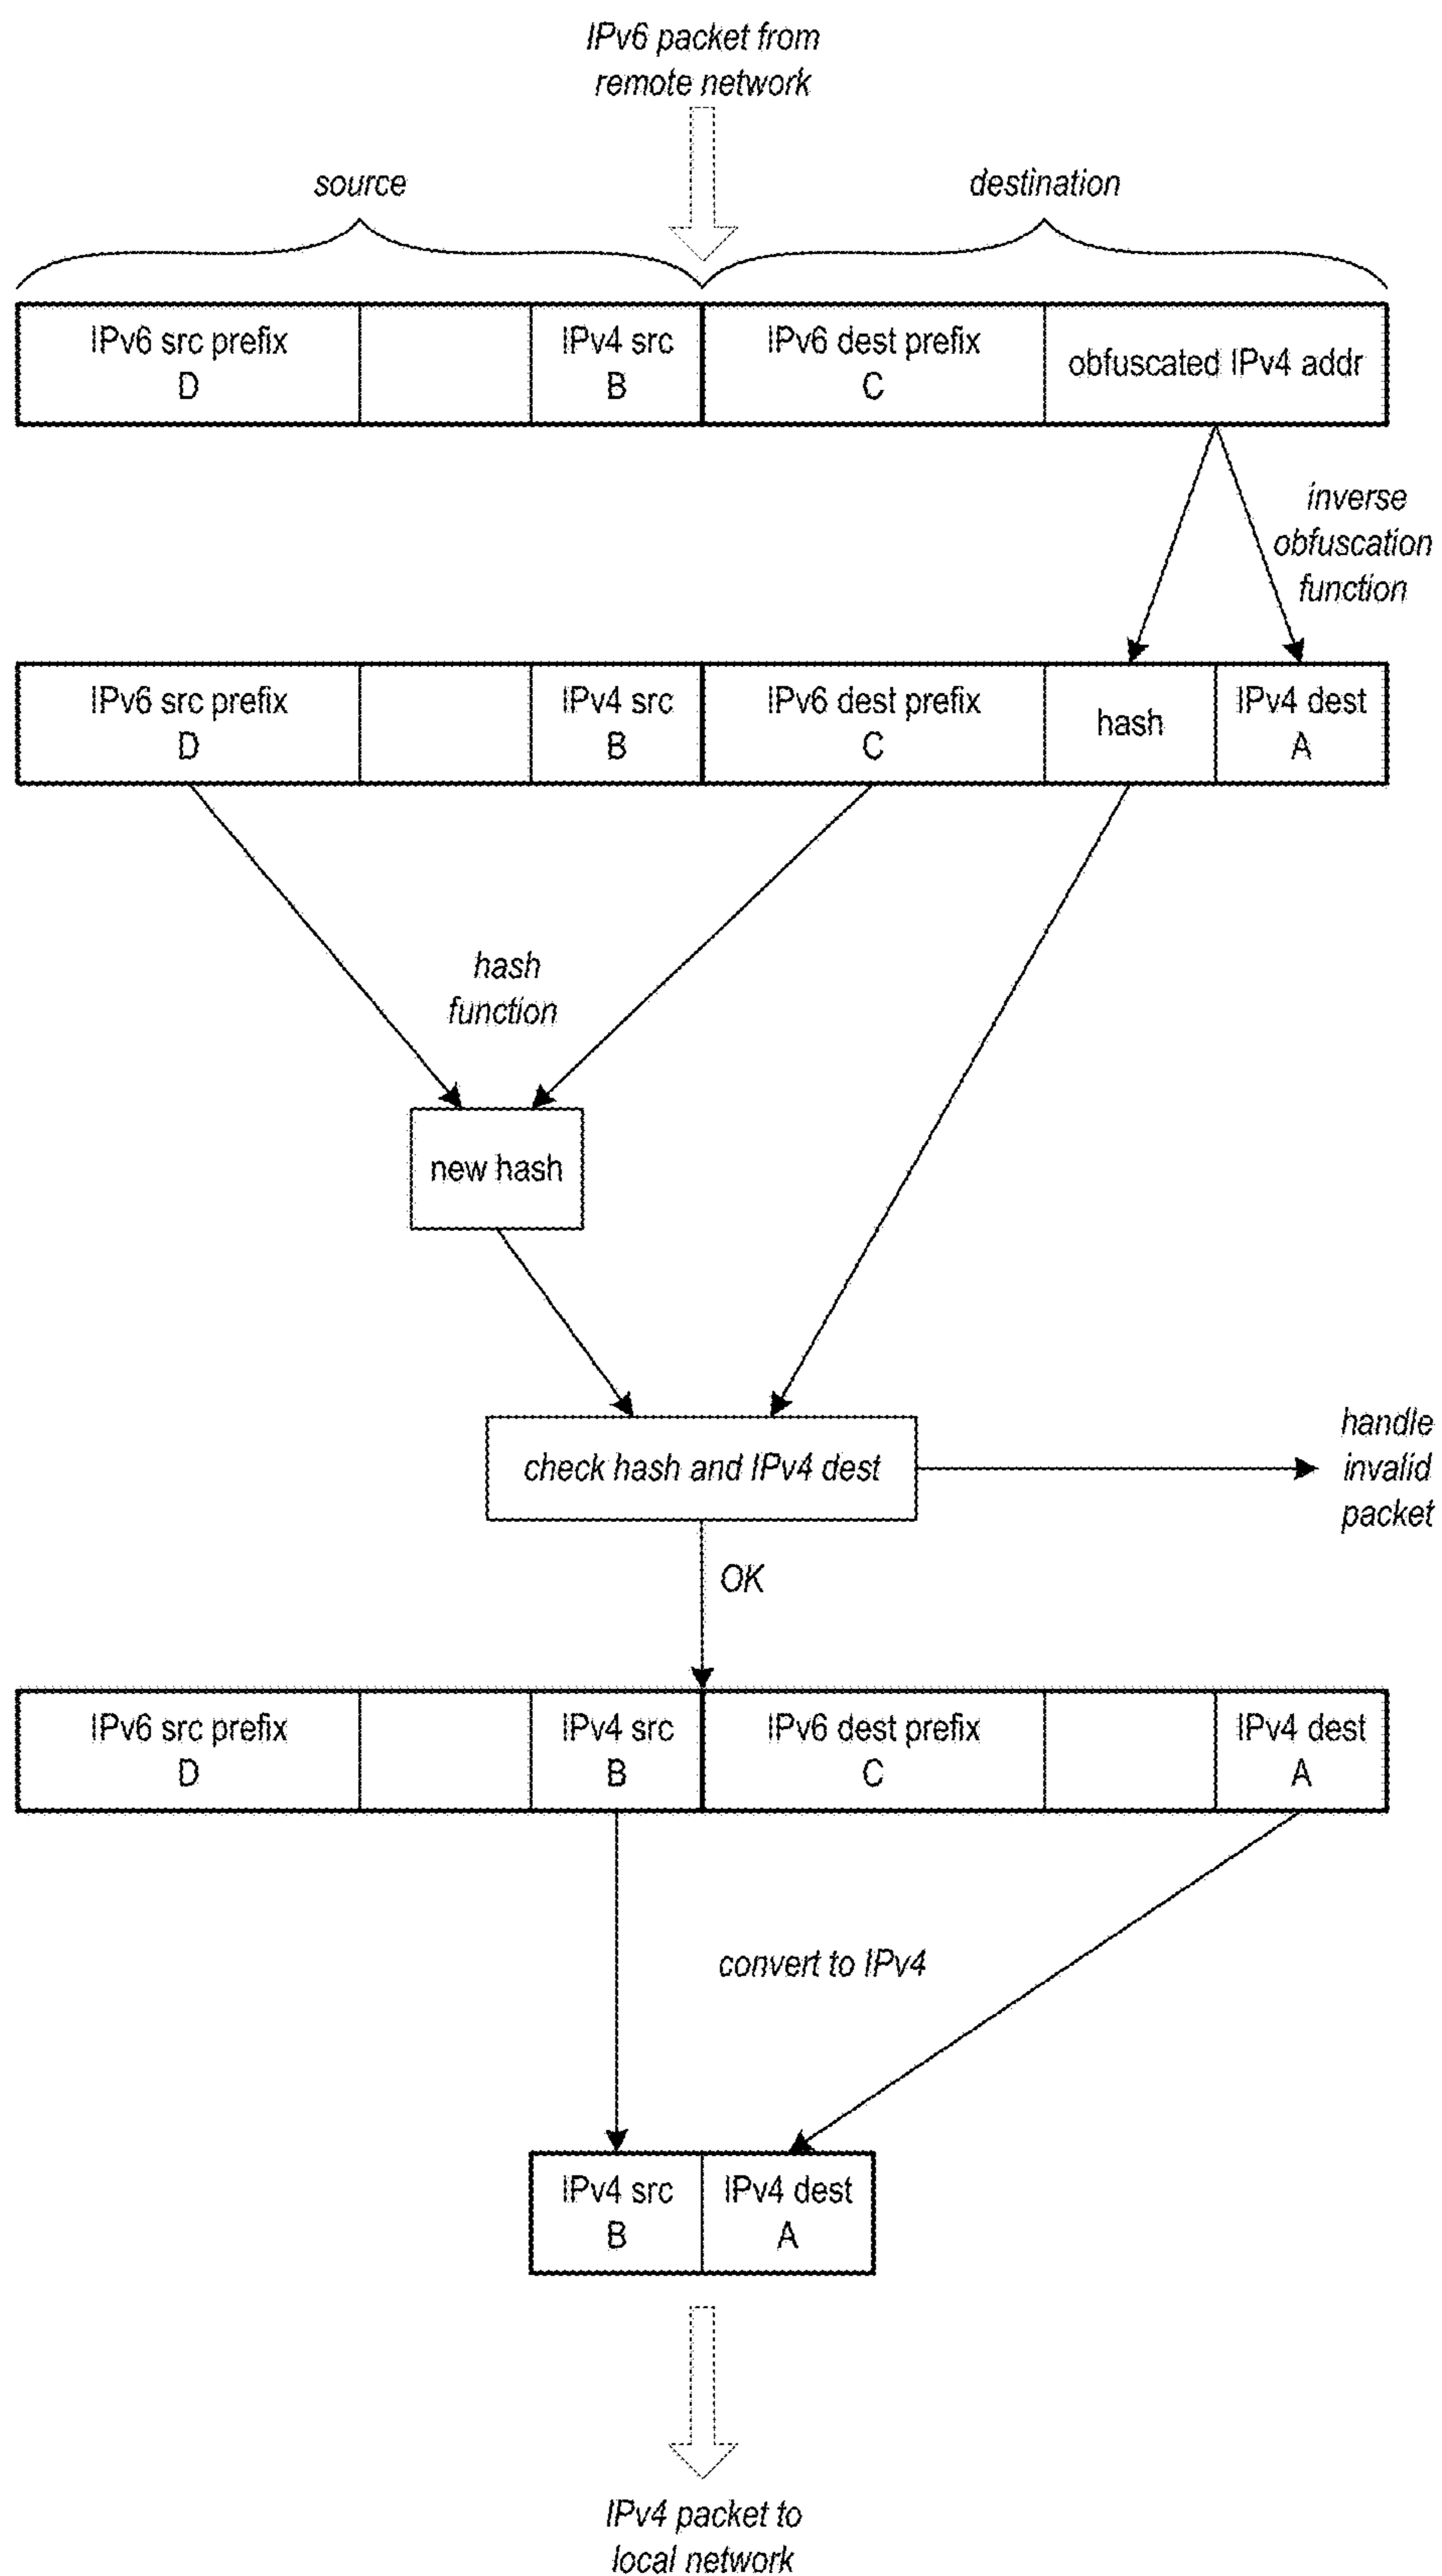 IPv6 packet from
remote network
source
destination
IPv6 src prefix
D
IPv4 src
B
IPv6 dest prefix
C
obfuscated IPv4 addr
inverse
obfuscation
function
IPv6 src prefix
D
IPv4 src
B
IPv6 dest prefix
C
hash
IPv4 dest
A
hash
function
new hash
check hash and IPv4 dest
handle
invalid
packet
OK
IPv6 src prefix
D
IPv4 src
B
IPv6 dest prefix
C
IPv4 dest
A
convert to IPv4
IPv4 src
B
IPv4 dest
A
IPv4 packet to
local network